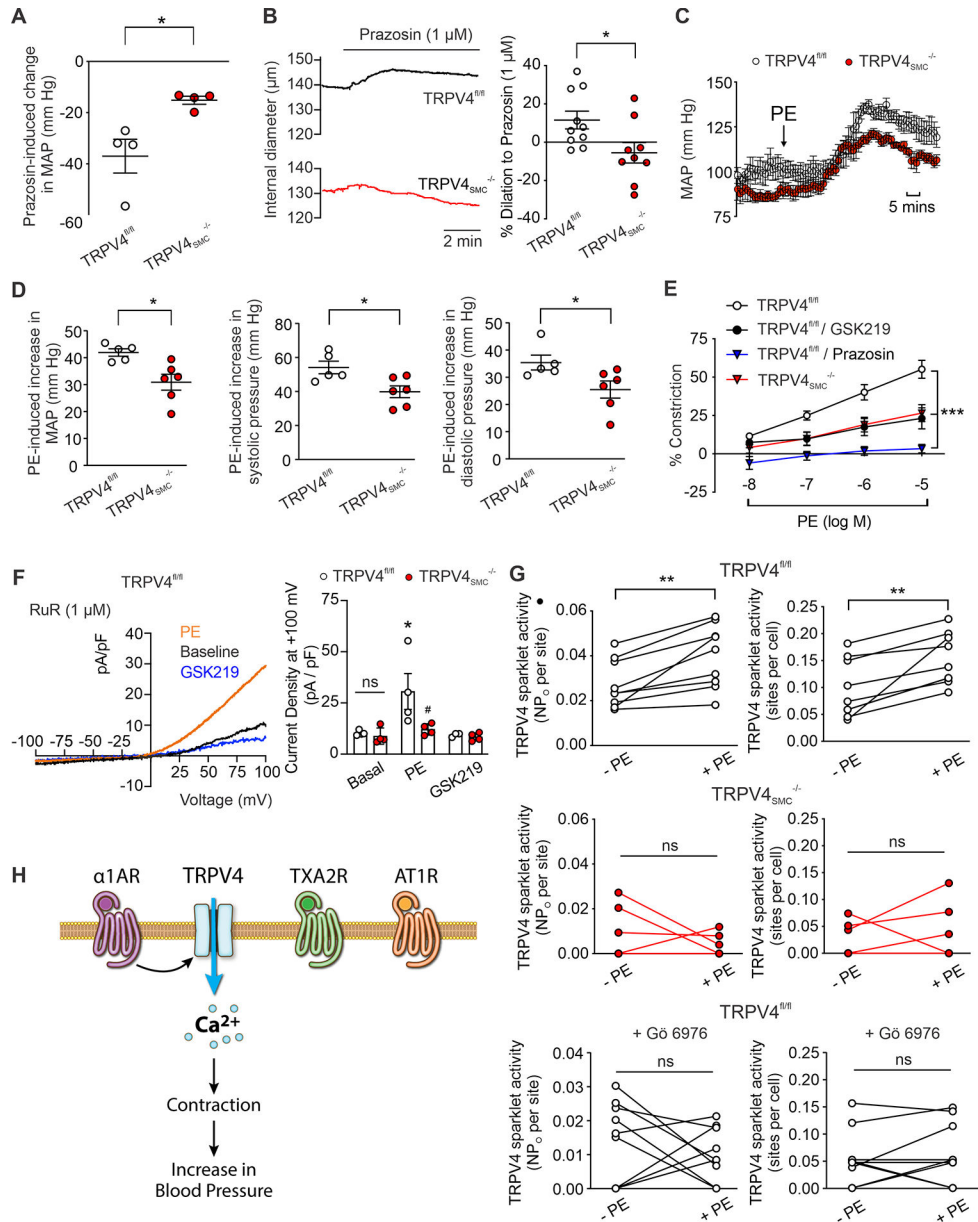 A
*
Prazosin-induced change
in MAP (mm Hg)
0
-20
-40
-60
TRPV4fl/fl
TRPV4SMC-/-
B
Prazosin (1 µM)
Internal diameter (µm)
150
140
TRPV4fl/fl
140
130
120
TRPV4SMC-/-
2 min
*
% Dilation to Prazosin (1 µM)
60
40
20
0
-20
-40
TRPV4fl/fl
TRPV4SMC-/-
C
TRPV4fl/fl
TRPV4SMC-/-
PE
MAP (mm Hg)
150
125
100
75
5 mins
D
*
PE-induced increase in
MAP (mm Hg)
50
40
30
20
10
0
TRPV4fl/fl
TRPV4SMC-/-
*
PE-induced increase in
systolic pressure (mm Hg)
80
60
40
20
0
TRPV4fl/fl
TRPV4SMC-/-
*
PE-induced increase in
diastolic pressure (mm Hg)
50
40
30
20
10
0
TRPV4fl/fl
TRPV4SMC-/-
E
TRPV4fl/fl
TRPV4fl/fl / GSK219
TRPV4fl/fl / Prazosin
TRPV4SMC-/-
% Constriction
75
50
25
0
-25
***
-8
-7
-6
-5
PE (log M)
F
TRPV4fl/fl
RuR (1 µM)
pA/pF
PE
Baseline
GSK219
40
30
20
10
-10
-100
-75
-50
-25
25
50
75
100
Voltage (mV)
TRPV4fl/fl
TRPV4SMC-/-
Current Density at +100 mV
(pA / pF)
100
80
60
40
20
0
ns
*
#
Basal
PE
GSK219
G
TRPV4fl/fl
**
TRPV4 sparklet activity
(NPO per site)
0.06
0.04
0.02
0.00
- PE
+ PE
**
TRPV4 sparklet activity
(sites per cell)
0.25
0.20
0.15
0.10
0.05
0.00
- PE
+ PE
TRPV4SMC-/-
ns
TRPV4 sparklet activity
(NPO per site)
0.06
0.04
0.02
0.00
- PE
+ PE
ns
TRPV4 sparklet activity
(sites per cell)
0.25
0.20
0.15
0.10
0.05
0.00
- PE
+ PE
TRPV4fl/fl
+ Gö 6976
ns
TRPV4 sparklet activity
(NPO per site)
0.04
0.03
0.02
0.01
0.00
- PE
+ PE
+ Gö 6976
ns
TRPV4 sparklet activity
(sites per cell)
0.25
0.20
0.15
0.10
0.05
0.00
- PE
+ PE
H
α1AR
TRPV4
TXA2R
AT1R
Ca2+
Contraction
Increase in
Blood Pressure